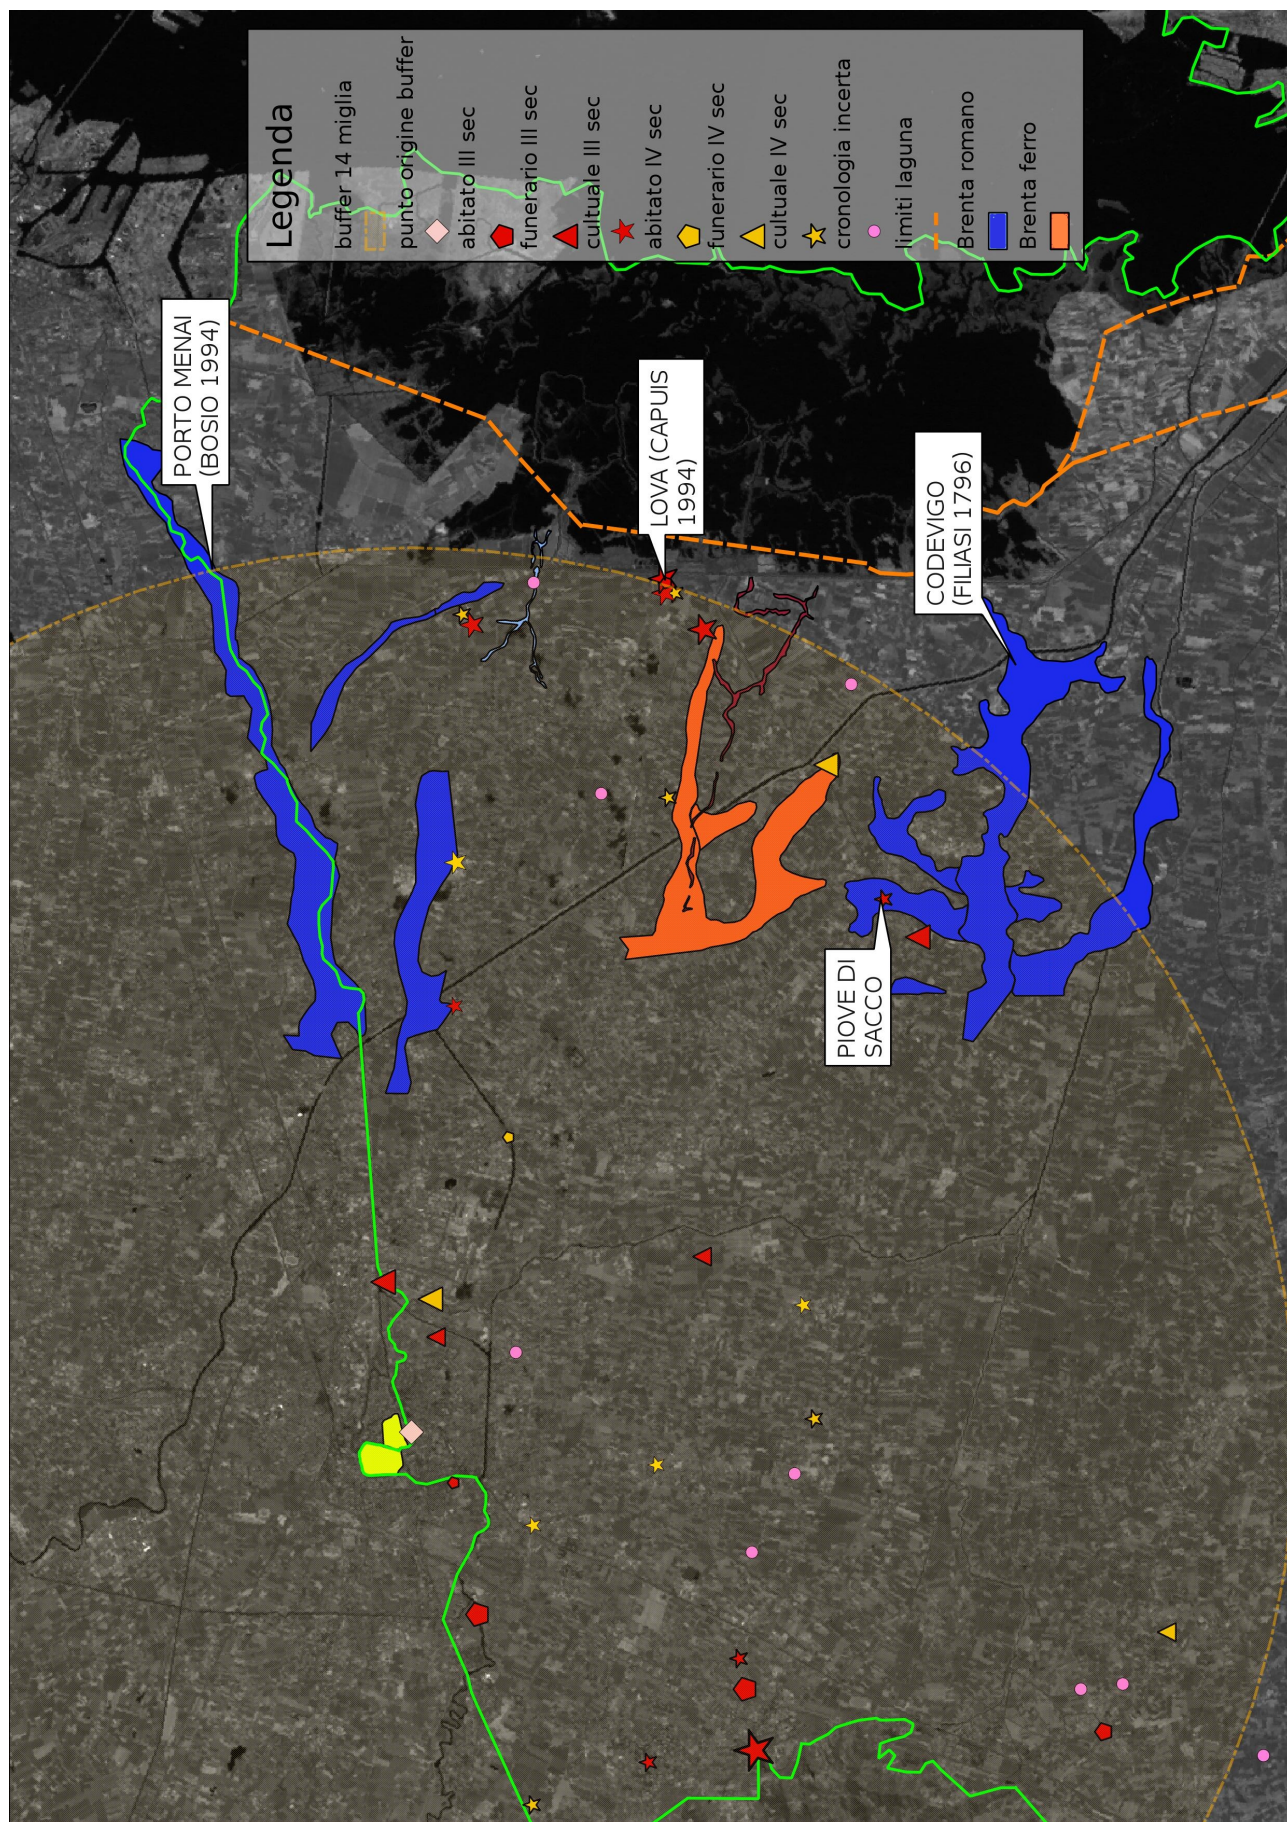 Legenda
buffer 14 miglia
punto origine buffer
abitato III sec
funerario III sec
cultuale III sec
abitato IV sec
funerario IV sec
cultuale IV sec
cronologia incerta
limiti laguna
Brenta romano
Brenta ferro
PORTO MENAI
(BOSIO 1994)
LOVA (CAPUIS
1994)
CODEVIGO
(FILIASI 1796)
PIOVE DI
SACCO